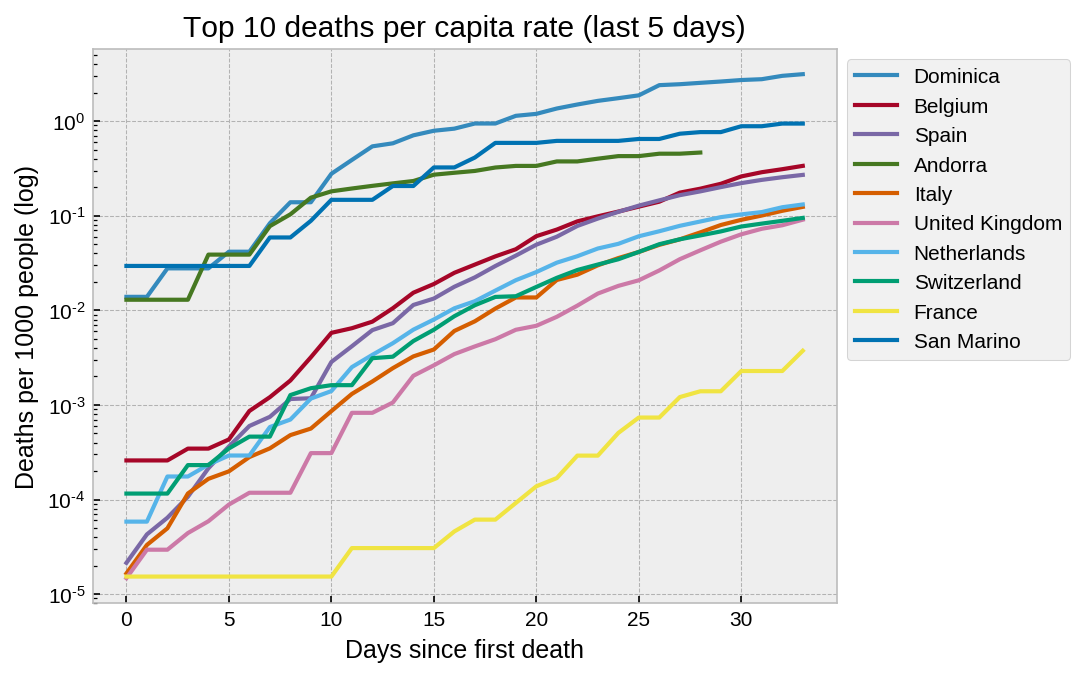 Top 10 deaths per capita rate (last 5 days)
Deaths per 1000 people (log)
10⁰
10⁻¹
10⁻²
10⁻³
10⁻⁴
10⁻⁵
0 5 10 15 20 25 30
Days since first death
Dominica
Belgium
Spain
Andorra
Italy
United Kingdom
Netherlands
Switzerland
France
San Marino